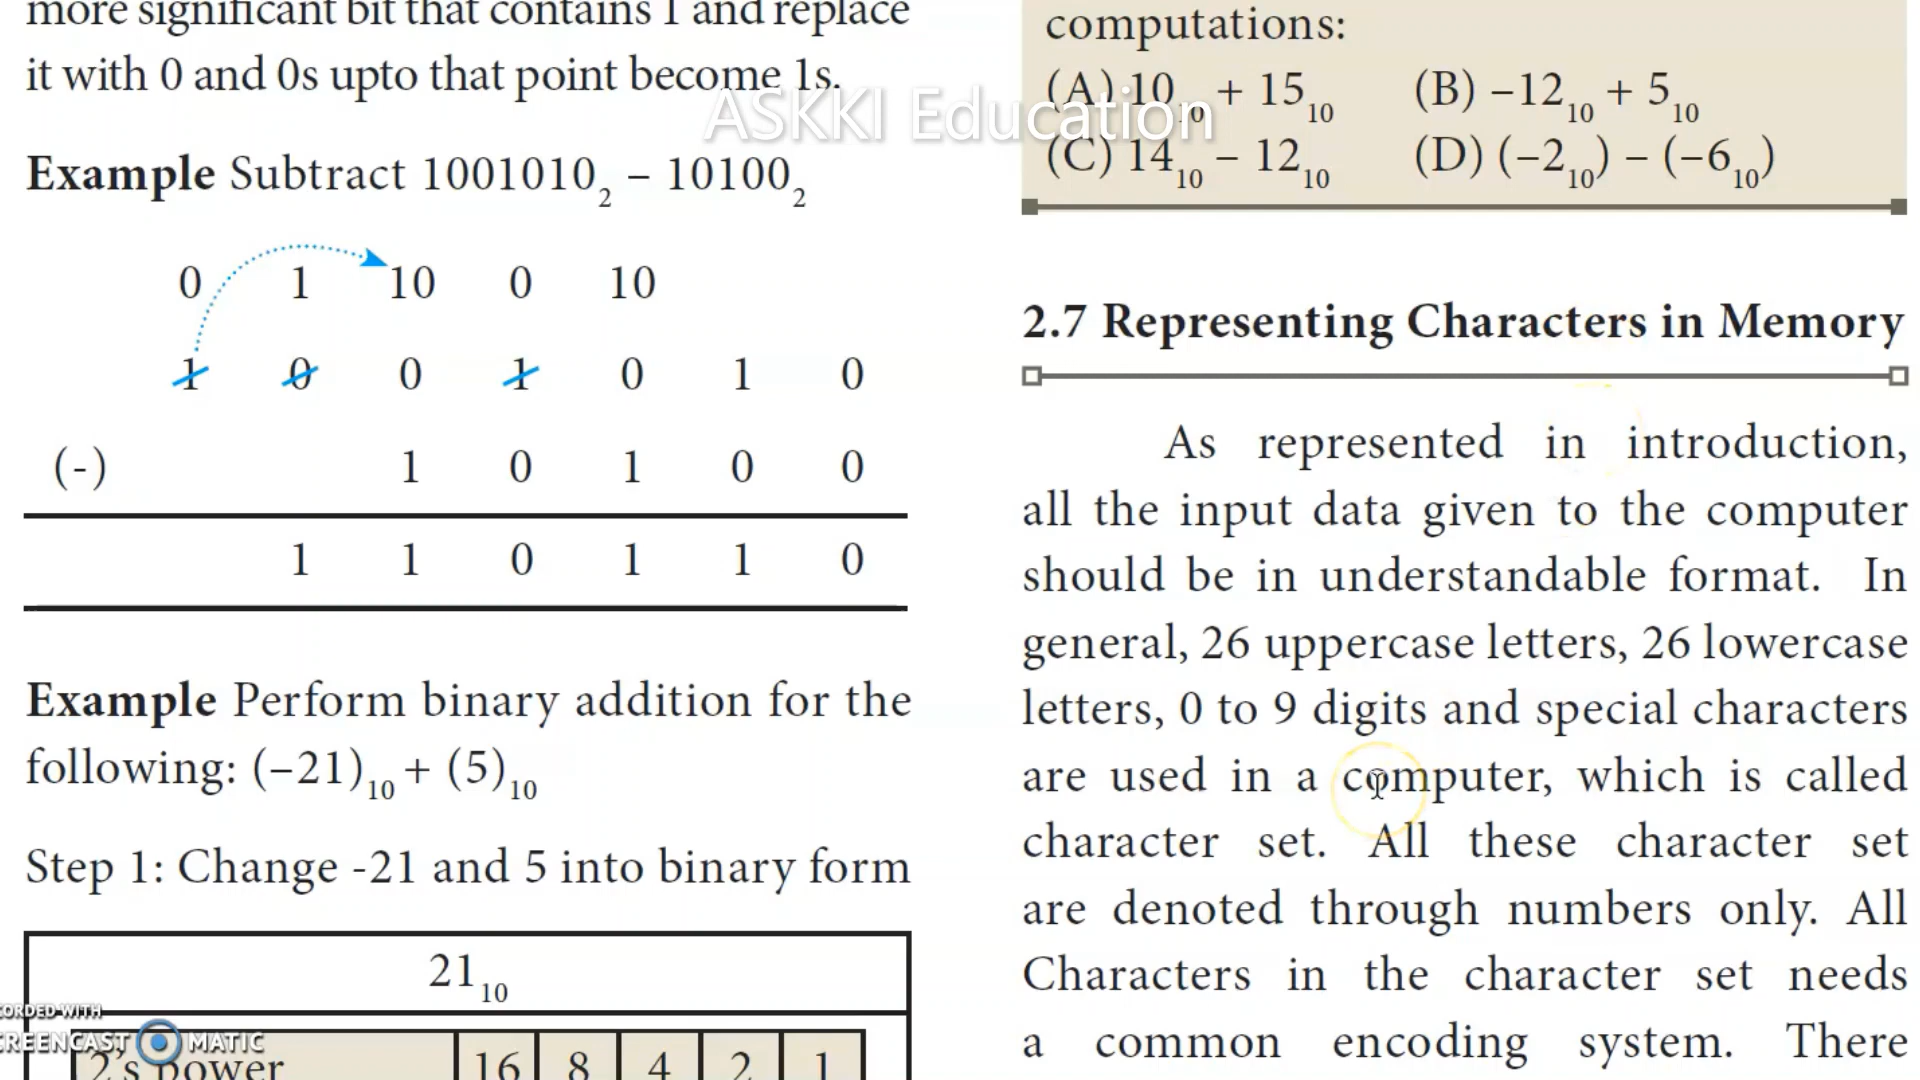 more significant bit that contains 1 and replace
it with 0 and 0s upto that point become 1s.
Example Subtract 1001010₂ – 10100₂
0 1 10 0 10
1 0 0 1 0 1 0
(-) 1 0 1 0 0
1 1 0 1 1 0
Example Perform binary addition for the
following: (–21)₁₀ + (5)₁₀
Step 1: Change -21 and 5 into binary form
21₁₀
2's power 16 8 4 2 1
computations:
(A) 10₁₀ + 15₁₀ (B) –12₁₀ + 5₁₀
(C) 14₁₀ – 12₁₀ (D) (–2₁₀) – (–6₁₀)
2.7 Representing Characters in Memory
As represented in introduction,
all the input data given to the computer
should be in understandable format. In
general, 26 uppercase letters, 26 lowercase
letters, 0 to 9 digits and special characters
are used in a computer, which is called
character set. All these character set
are denoted through numbers only. All
Characters in the character set needs
a common encoding system. There
ASKKI Education
CORDED WITH
CREENCAST MATIC